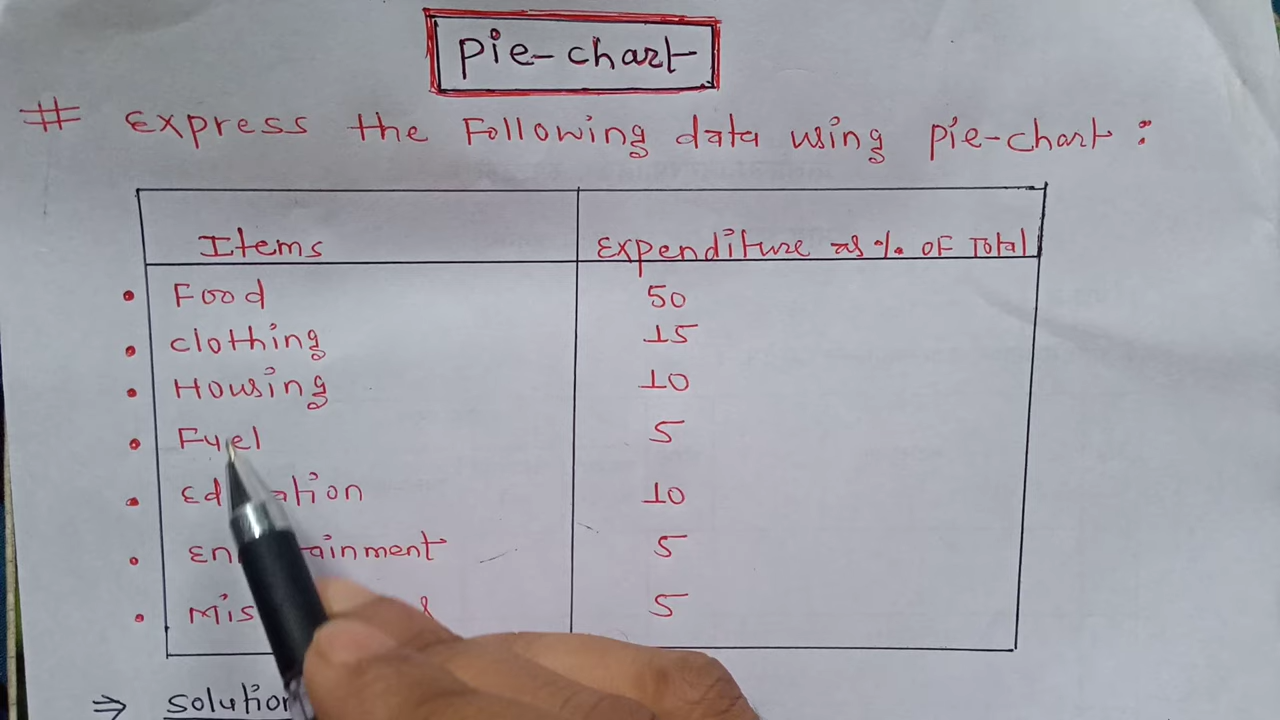 Pie-chart
# Express the Following data using pie-chart :
Items Expenditure as % of Total
• Food 50
• clothing 15
• Housing 10
• Fuel 5
• 10
• 5
• 5
⇒ Solution